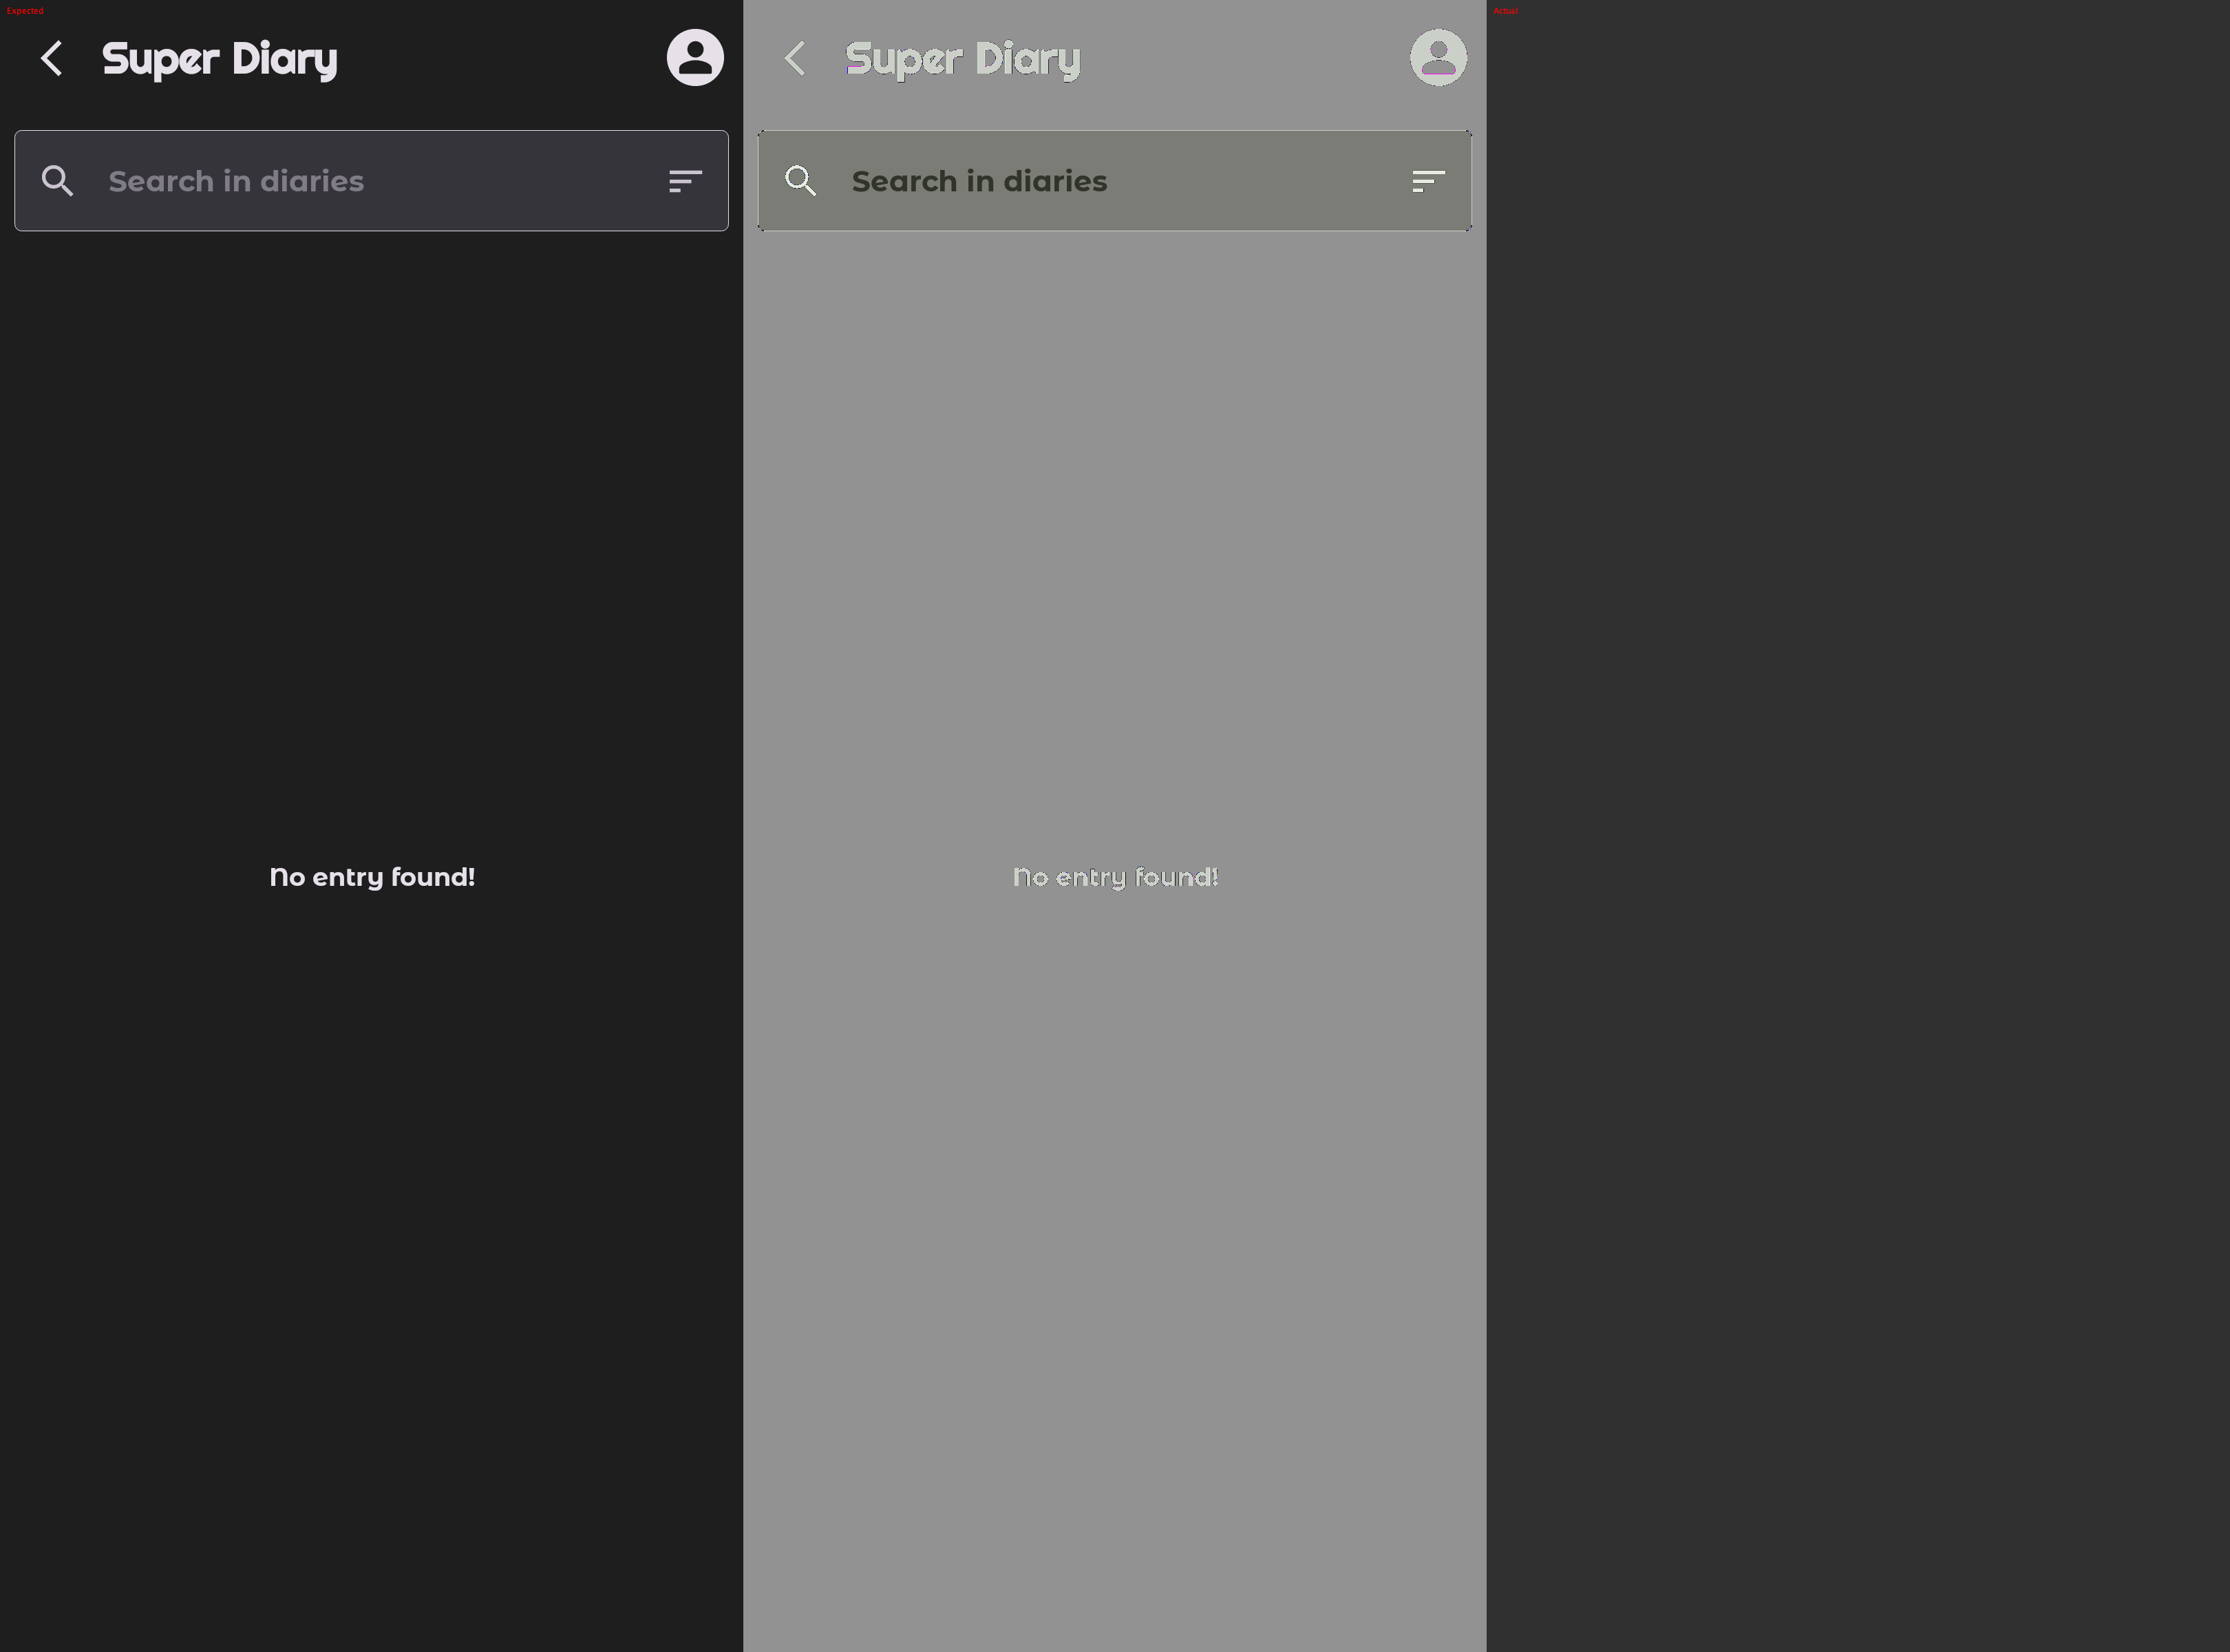 Expected
Super Diary
Search in diaries
No entry found!
Super Diary
Search in diaries
No entry found!
Actual